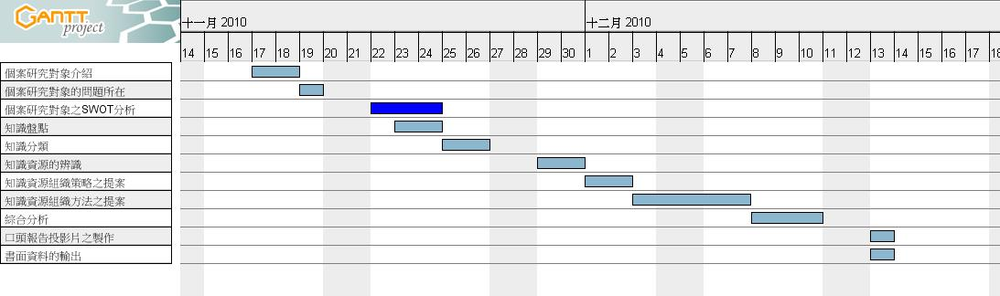 GANTT
project
十一月 2010
十二月 2010
14 15 16 17 18 19 20 21 22 23 24 25 26 27 28 29 30 1 2 3 4 5 6 7 8 9 10 11 12 13 14 15 16 17 18
個案研究對象介紹
個案研究對象的問題所在
個案研究對象之SWOT分析
知識盤點
知識分類
知識資源的辨識
知識資源組織策略之提案
知識資源組織方法之提案
綜合分析
口頭報告投影片之製作
書面資料的輸出